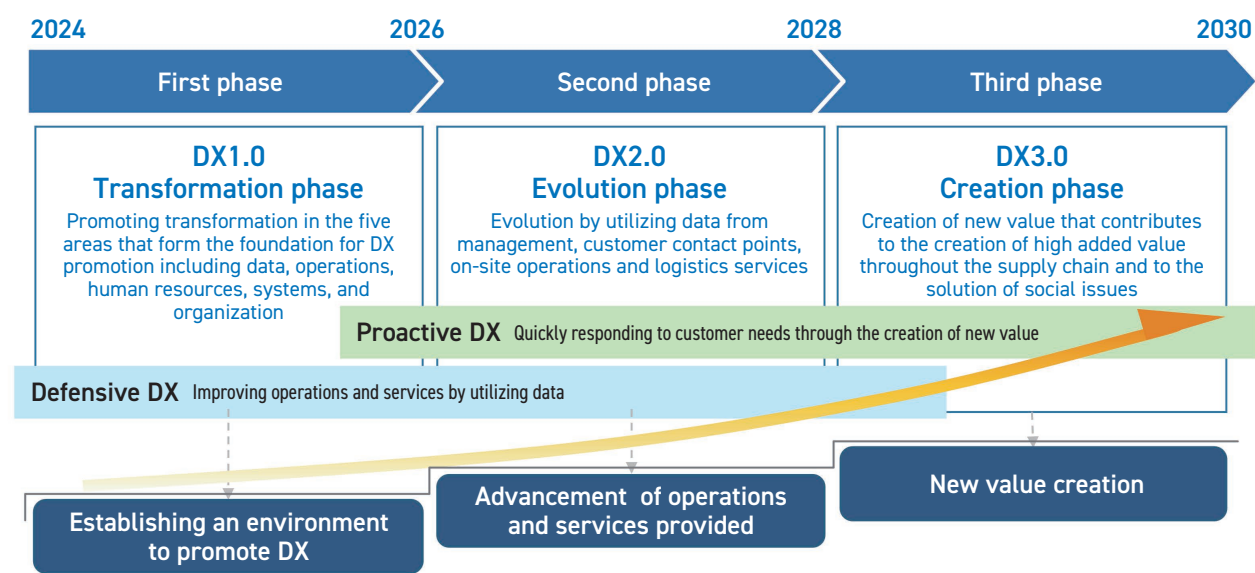 2024
2026
2028
2030
First phase
Second phase
Third phase
DX1.0
Transformation phase
Promoting transformation in the five
areas that form the foundation for DX
promotion including data, operations,
human resources, systems, and
organization
DX2.0
Evolution phase
Evolution by utilizing data from
management, customer contact points,
on-site operations and logistics services
DX3.0
Creation phase
Creation of new value that contributes
to the creation of high added value
throughout the supply chain and to the
solution of social issues
Proactive DX Quickly responding to customer needs through the creation of new value
Defensive DX Improving operations and services by utilizing data
Establishing an environment
to promote DX
Advancement of operations
and services provided
New value creation